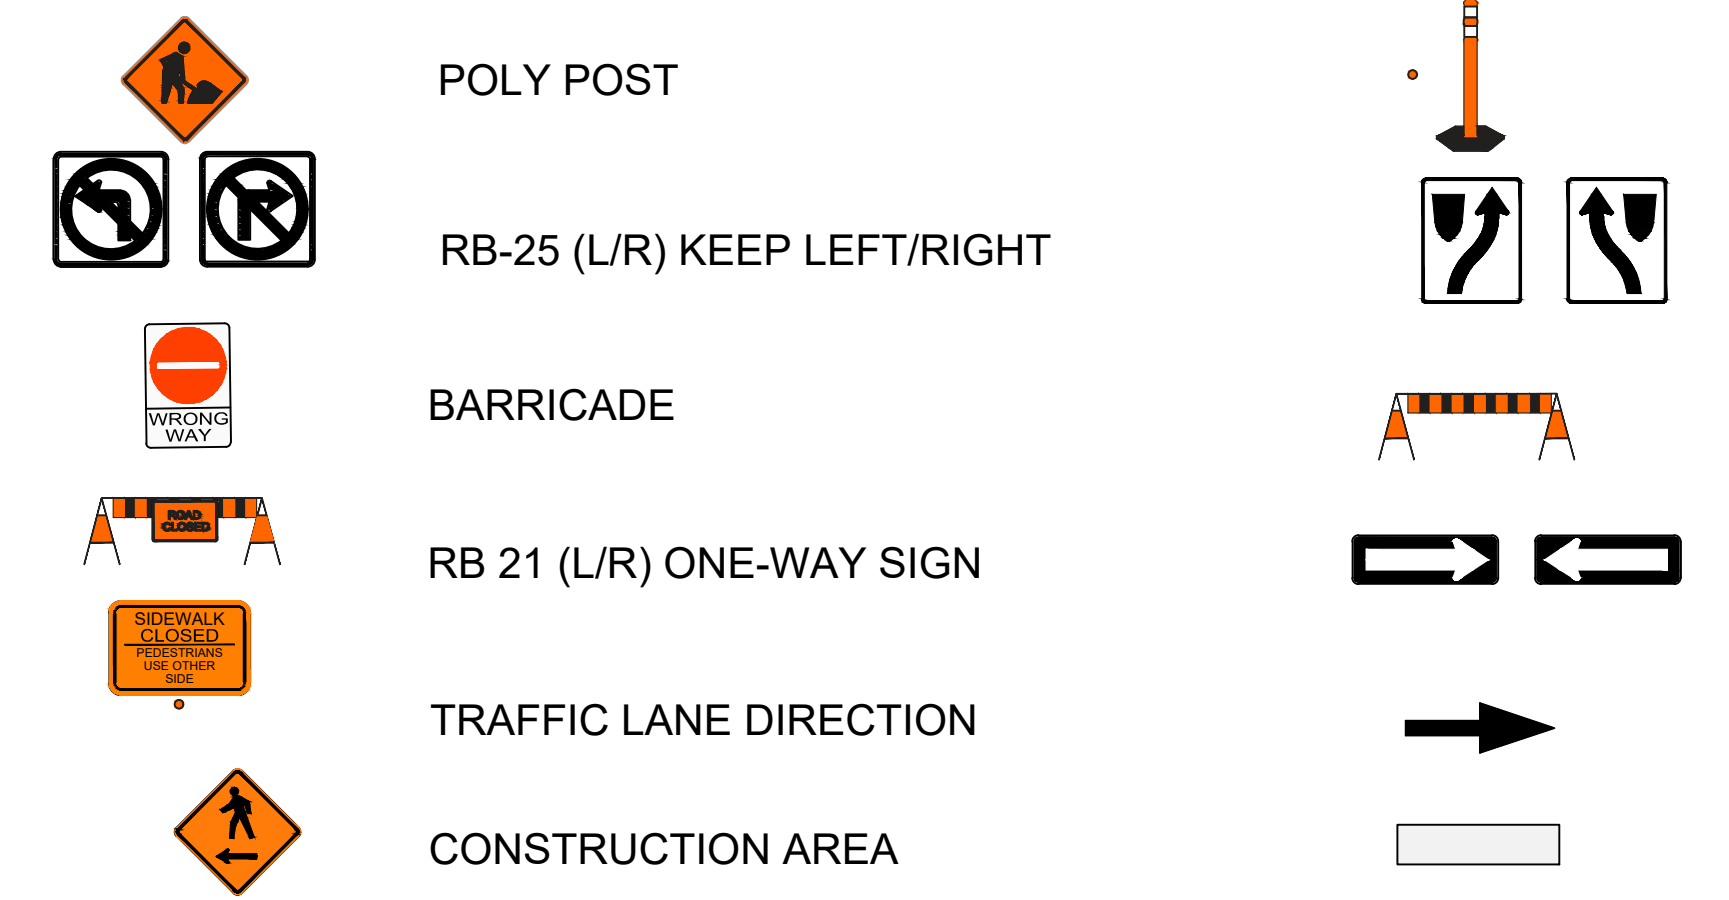 POLY POST
RB-25 (L/R) KEEP LEFT/RIGHT
WRONG
WAY
BARRICADE
ROAD
CLOSED
RB 21 (L/R) ONE-WAY SIGN
SIDEWALK
CLOSED
PEDESTRIANS
USE OTHER
SIDE
TRAFFIC LANE DIRECTION
CONSTRUCTION AREA